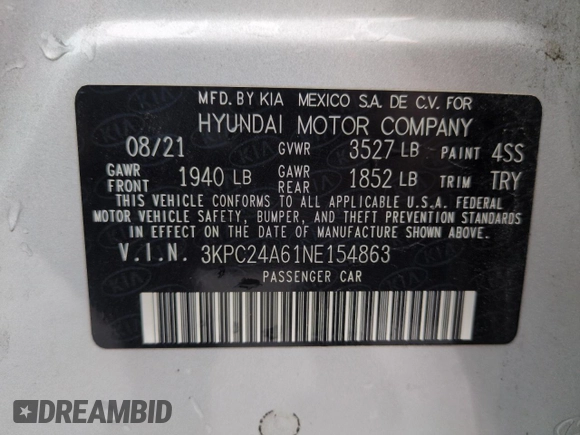 MFD. BY KIA MEXICO S.A. DE C.V. FOR
HYUNDAI MOTOR COMPANY
08/21 GVWR 3527 LB PAINT 4SS
GAWR FRONT 1940 LB GAWR REAR 1852 LB TRIM TRY
THIS VEHICLE CONFORMS TO ALL APPLICABLE U.S.A. FEDERAL
MOTOR VEHICLE SAFETY, BUMPER, AND THEFT PREVENTION STANDARDS
IN EFFECT ON THE DATE OF MANUFACTURE SHOWN ABOVE.
V.I.N. 3KPC24A61NE154863
PASSENGER CAR
DREAMBID